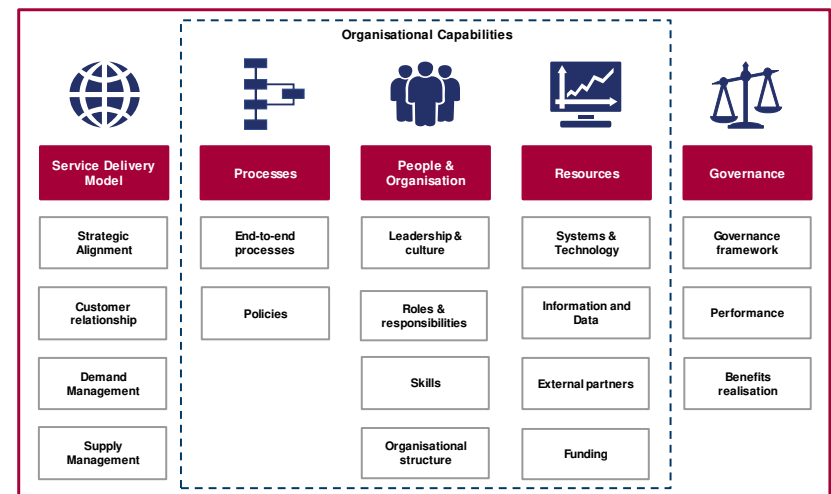 Organisational Capabilities
Service Delivery
Model
Processes
People &
Organisation
Resources
Governance
Strategic
Alignment
End-to-end
processes
Leadership &
culture
Systems &
Technology
Governance
framework
Customer
relationship
Policies
Roles &
responsibilities
Information and
Data
Performance
Demand
Management
Skills
External partners
Benefits
realisation
Supply
Management
Organisational
structure
Funding